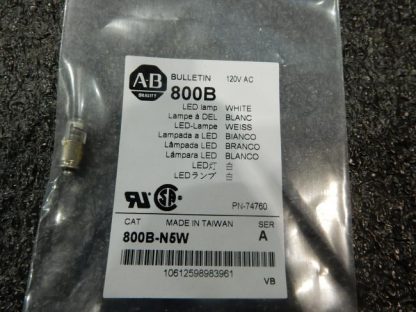 AB
QUALITY
BULLETIN 120V AC
800B
LED lamp WHITE
Lampe à DEL BLANC
LED-Lampe WEISS
Lampada a LED BIANCO
Lâmpada LED BRANCO
Lámpara LED BLANCO
LED灯 白
LEDランプ 白
PN-74760
CAT MADE IN TAIWAN SER
800B-N5W A
10612598983961
VB